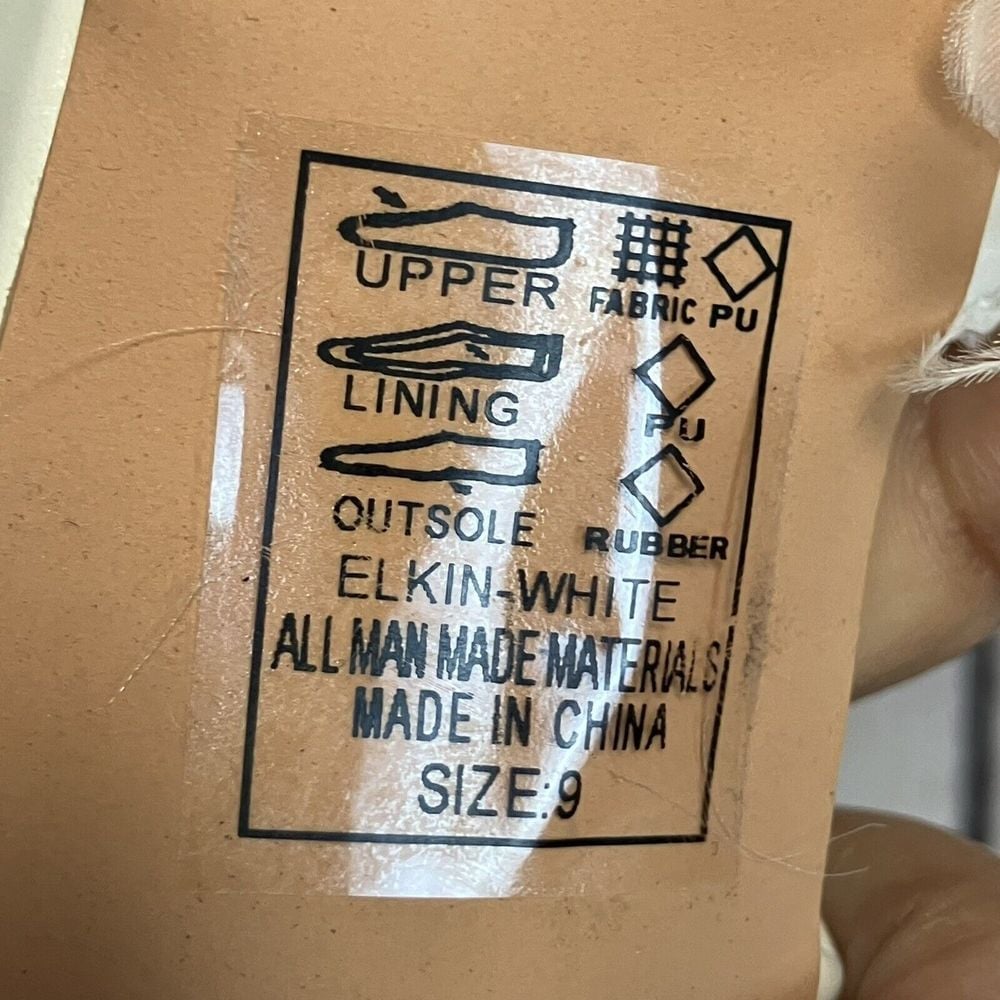 UPPER FABRIC PU
LINING PU
OUTSOLE RUBBER
ELKIN-WHITE
ALL MAN MADE MATERIALS
MADE IN CHINA
SIZE:9